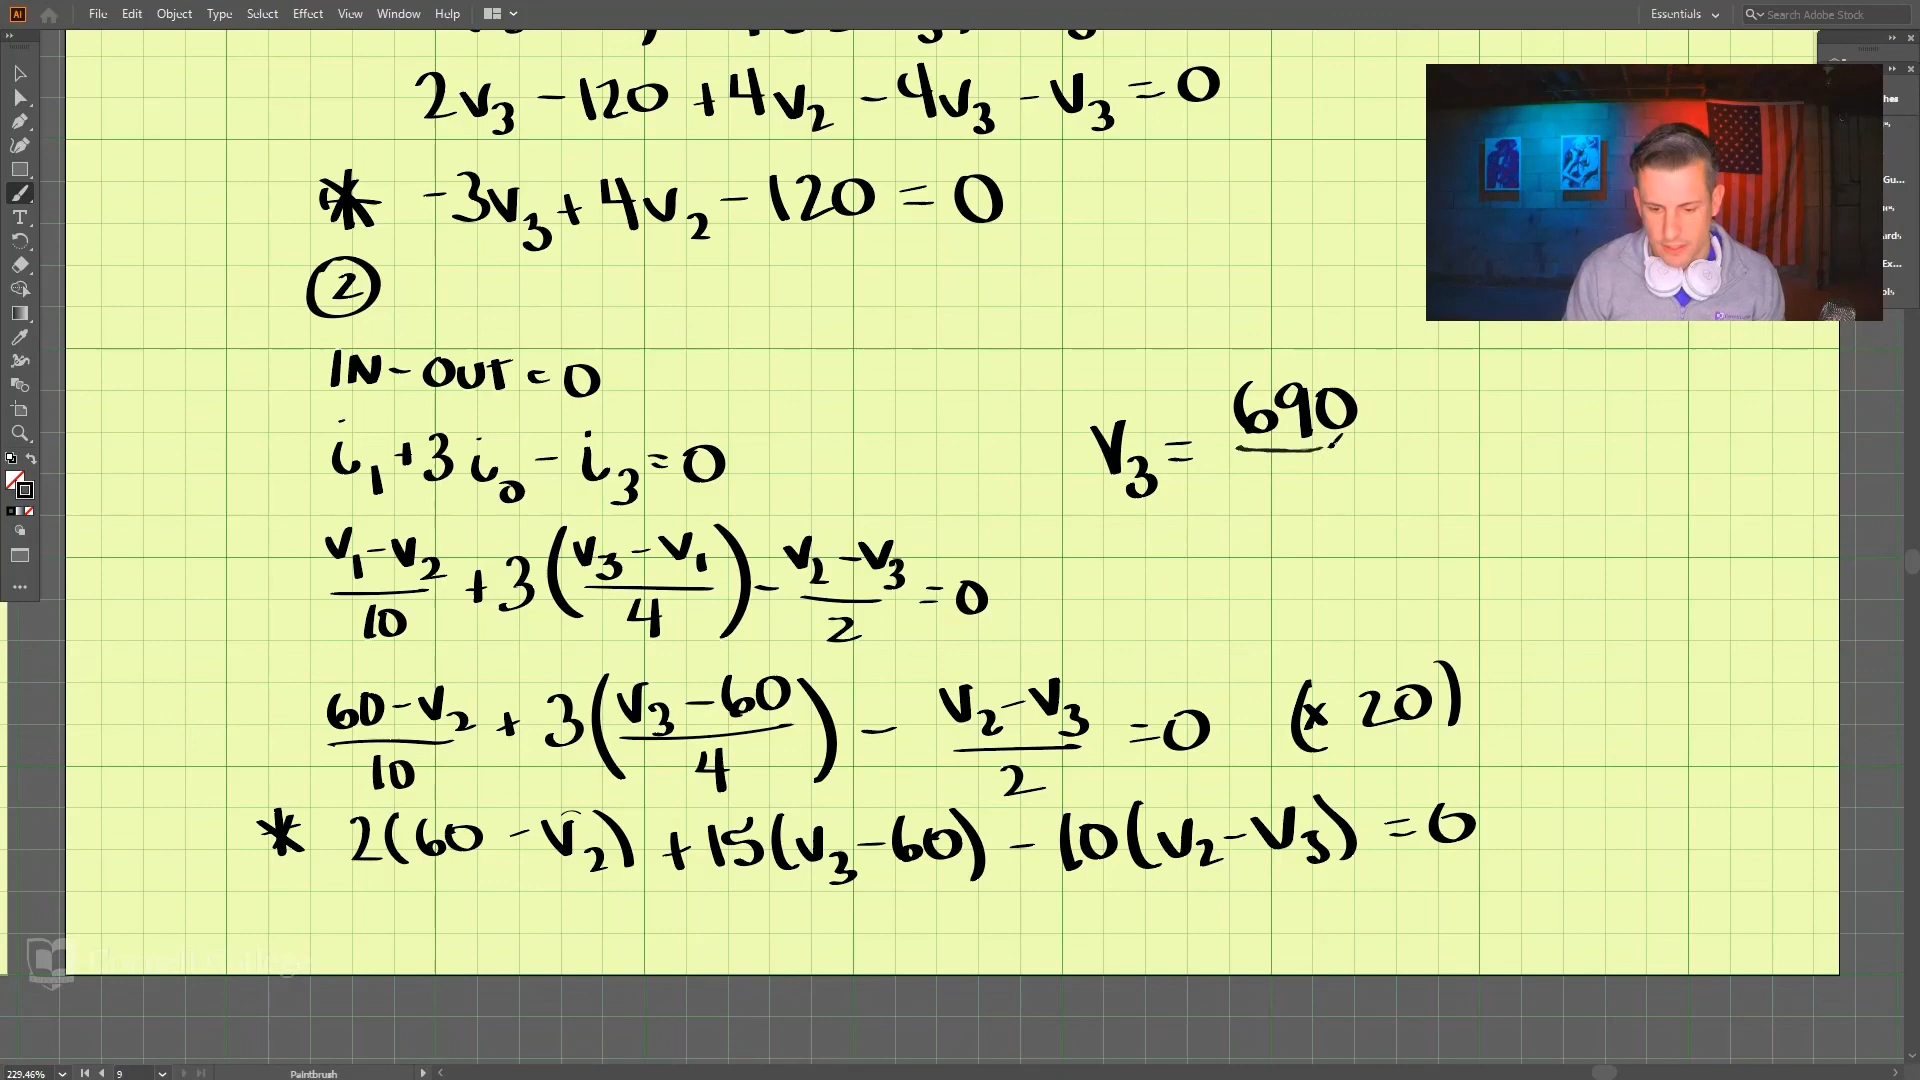 File Edit Object Type Select Effect View Window Help
Essentials
Search Adobe Stock
2v₃ - 120 + 4v₂ - 4v₃ - v₃ = 0
* -3v₃ + 4v₂ - 120 = 0
②
IN - OUT = 0
i₁ + 3 i₀ - i₃ = 0
V₃ = 690
(v₁ - v₂)/10 + 3((v₃ - v₁)/4) - (v₂ - v₃)/2 = 0
(60 - v₂)/10 + 3((v₃ - 60)/4) - (v₂ - v₃)/2 = 0 (x 20)
* 2(60 - v₂) + 15(v₃ - 60) - 10(v₂ - v₃) = 0
229.46% 9 Paintbrush